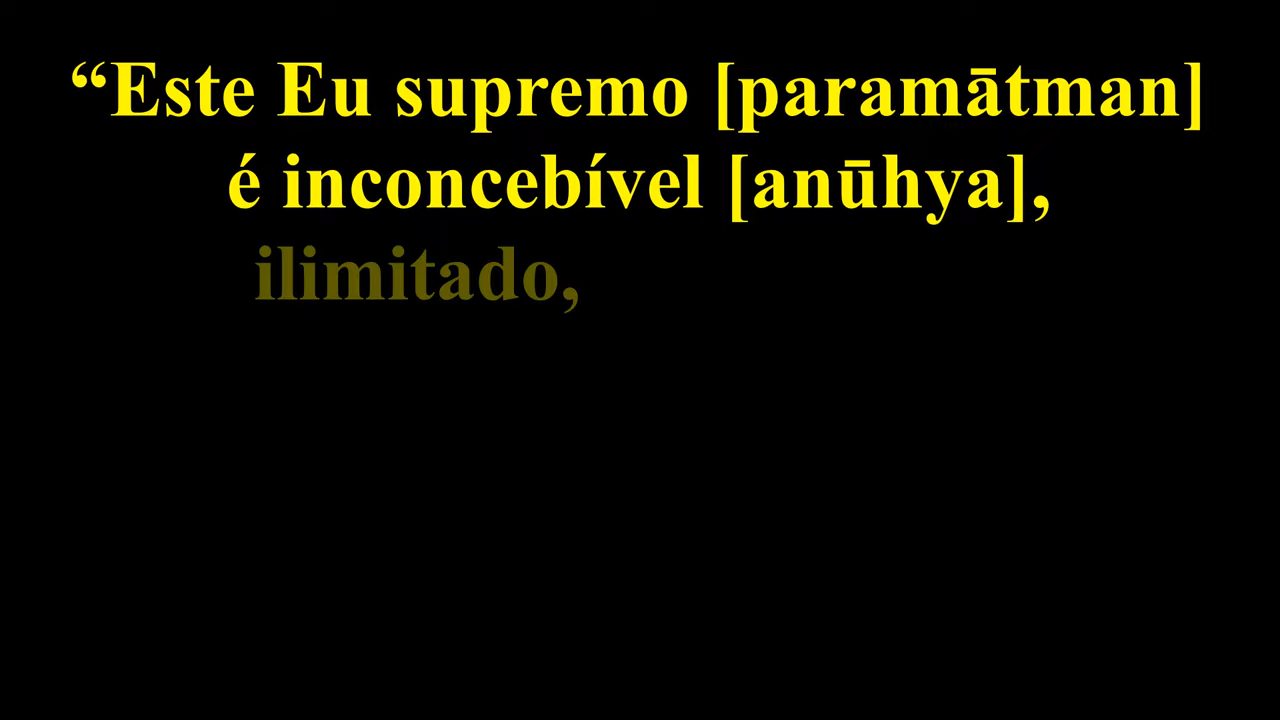 “Este Eu supremo [paramātman]
é inconcebível [anūhya],
ilimitado,